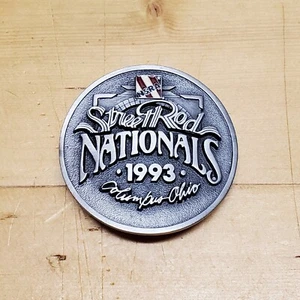 Street Rod
NATIONALS
· 1993 ·
Columbus Ohio